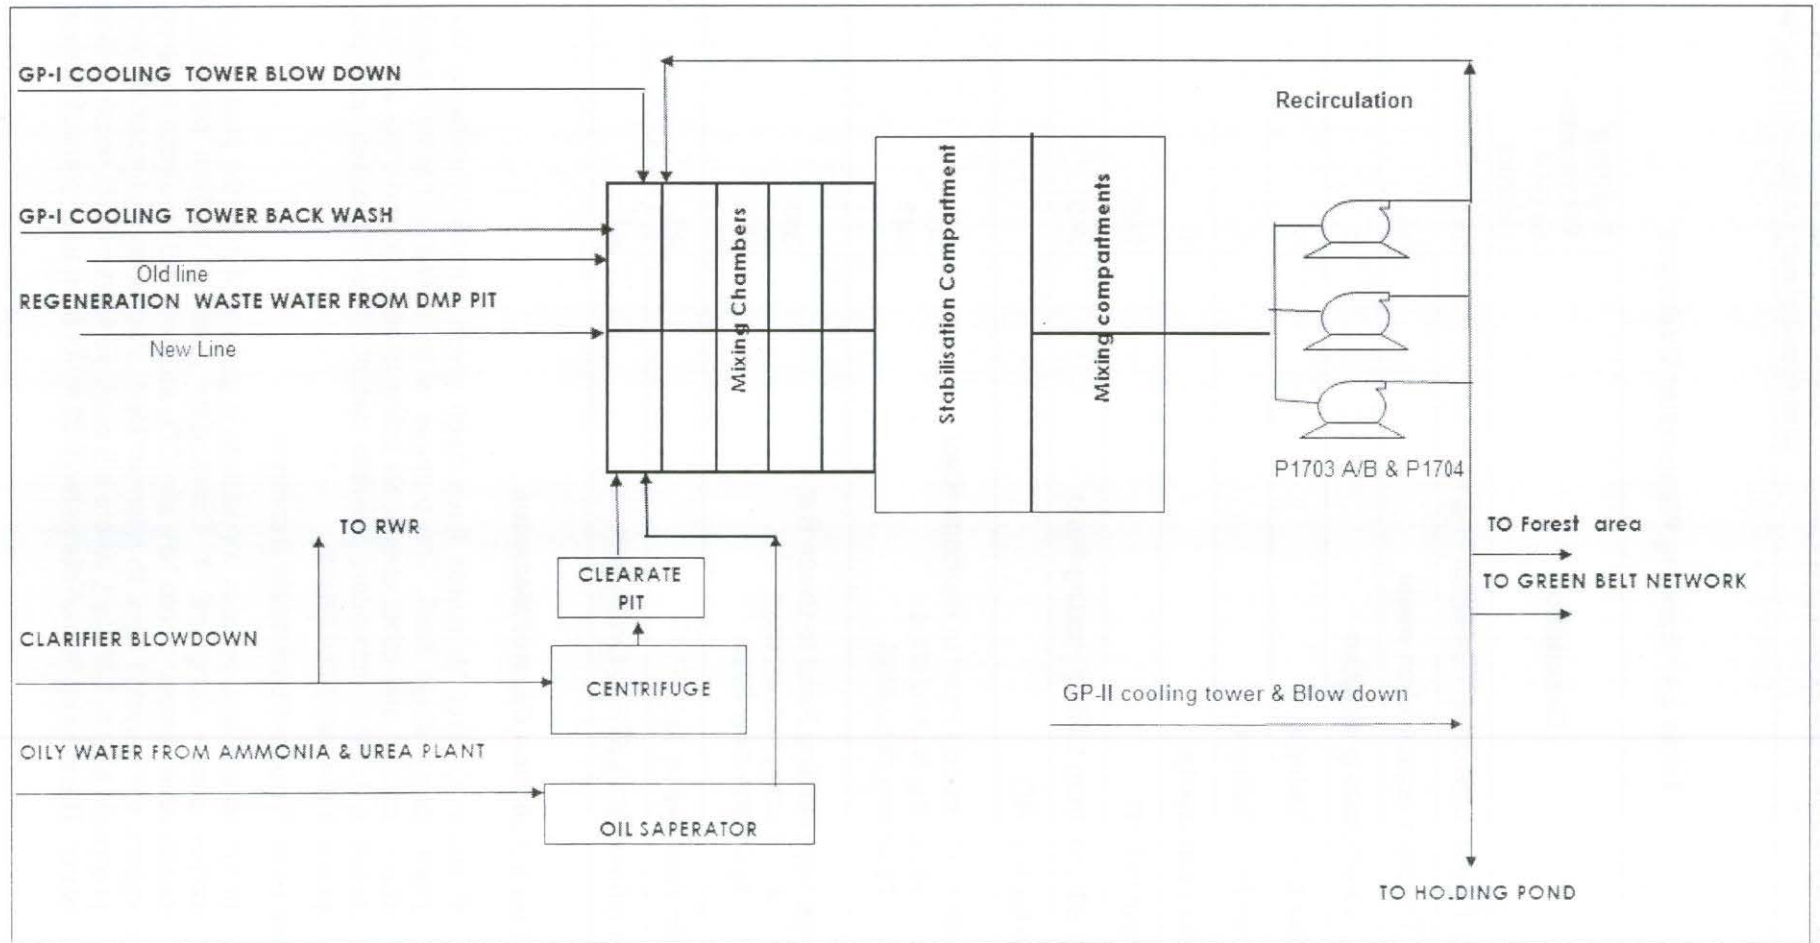 GP-I COOLING TOWER BLOW DOWN
Recirculation
GP-I COOLING TOWER BACK WASH
Old line
REGENERATION WASTE WATER FROM DMP PIT
New Line
Mixing Chambers
Stabilisation Compartment
Mixing compartments
P1703 A/B & P1704
TO RWR
TO Forest area
CLEARATE
PIT
TO GREEN BELT NETWORK
CLARIFIER BLOWDOWN
CENTRIFUGE
GP-II cooling tower & Blow down
OILY WATER FROM AMMONIA & UREA PLANT
OIL SAPERATOR
TO HOLDING POND